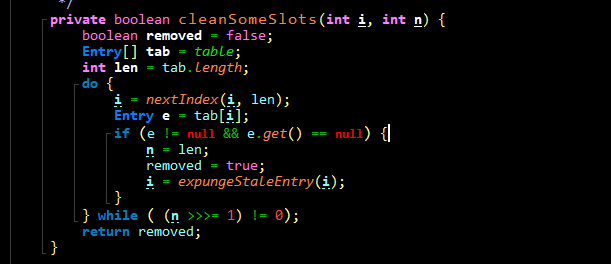 */
private boolean cleanSomeSlots(int i, int n) {
boolean removed = false;
Entry[] tab = table;
int len = tab.length;
do {
i = nextIndex(i, len);
Entry e = tab[i];
if (e != null && e.get() == null) {
n = len;
removed = true;
i = expungeStaleEntry(i);
}
} while ( (n >>>= 1) != 0);
return removed;
}